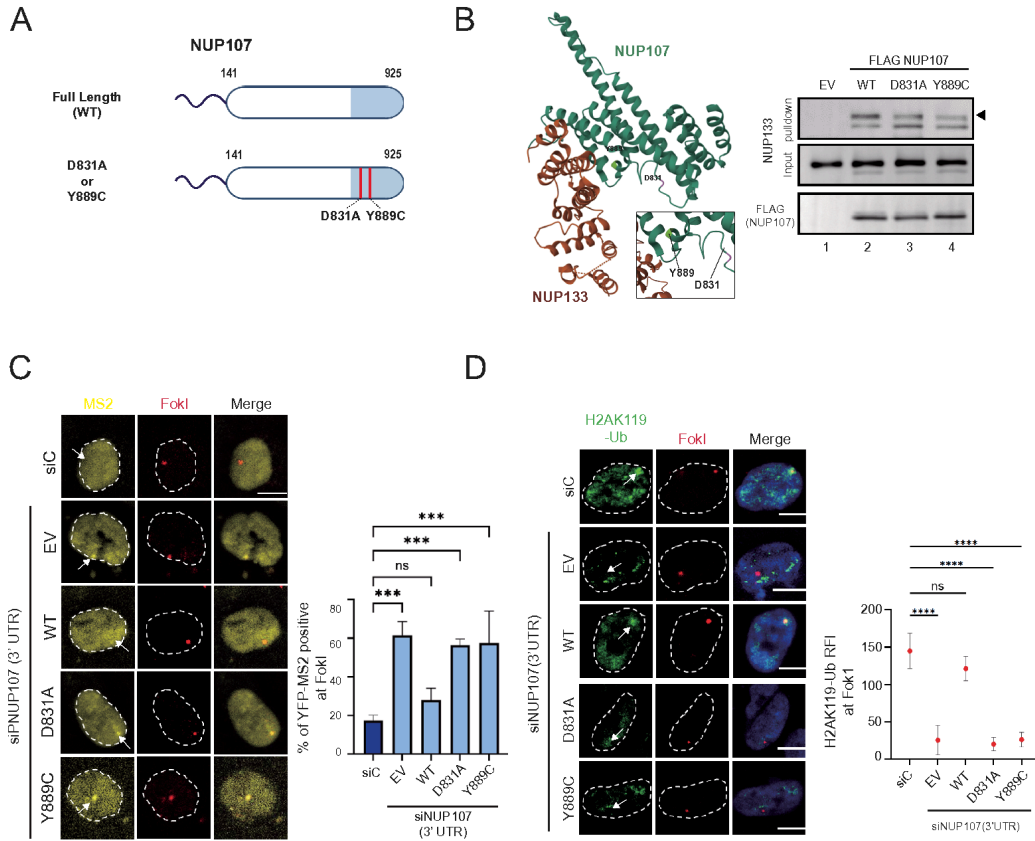 A
NUP107
141 925
Full Length
(WT)
141 925
D831A
or
Y889C
D831A Y889C
B
NUP107
Y889
D831
Y889
D831
NUP133
FLAG NUP107
EV WT D831A Y889C
NUP133
pulldown
Input
FLAG
(NUP107)
1 2 3 4
C
MS2 FokI Merge
siC
EV
WT
D831A
Y889C
siPNUP107 (3' UTR)
% of YFP-MS2 positive
at FokI
80
60
40
20
0
***
***
ns
***
siC
EV
WT
D831A
Y889C
siNUP107
(3' UTR)
D
H2AK119
-Ub
FokI Merge
siC
EV
WT
D831A
Y889C
siNUP107(3'UTR)
H2AK119-Ub RFI
at Fok1
200
150
100
50
0
****
****
ns
****
siC
EV
WT
D831A
Y889C
siNUP107(3'UTR)